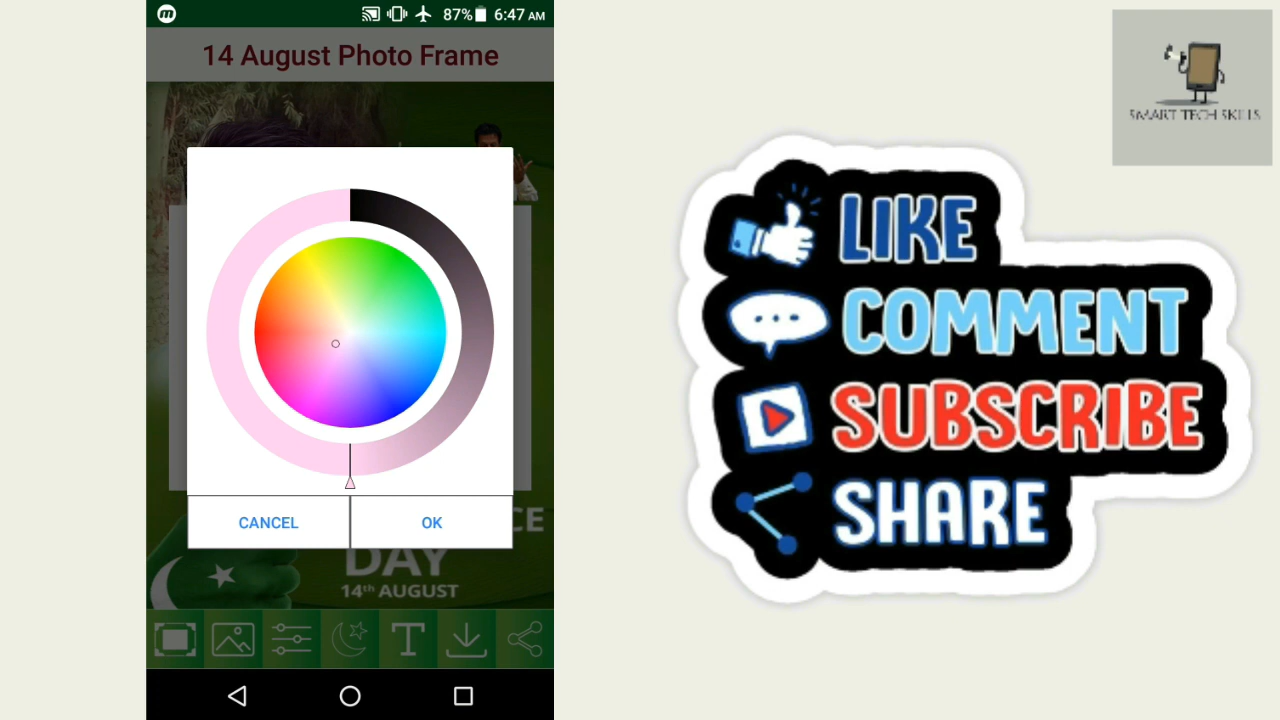 87% 6:47 AM
14 August Photo Frame
CANCEL OK
CE
DAY
14th AUGUST
SMART TECH SKILLS
LIKE
COMMENT
SUBSCRIBE
SHARE